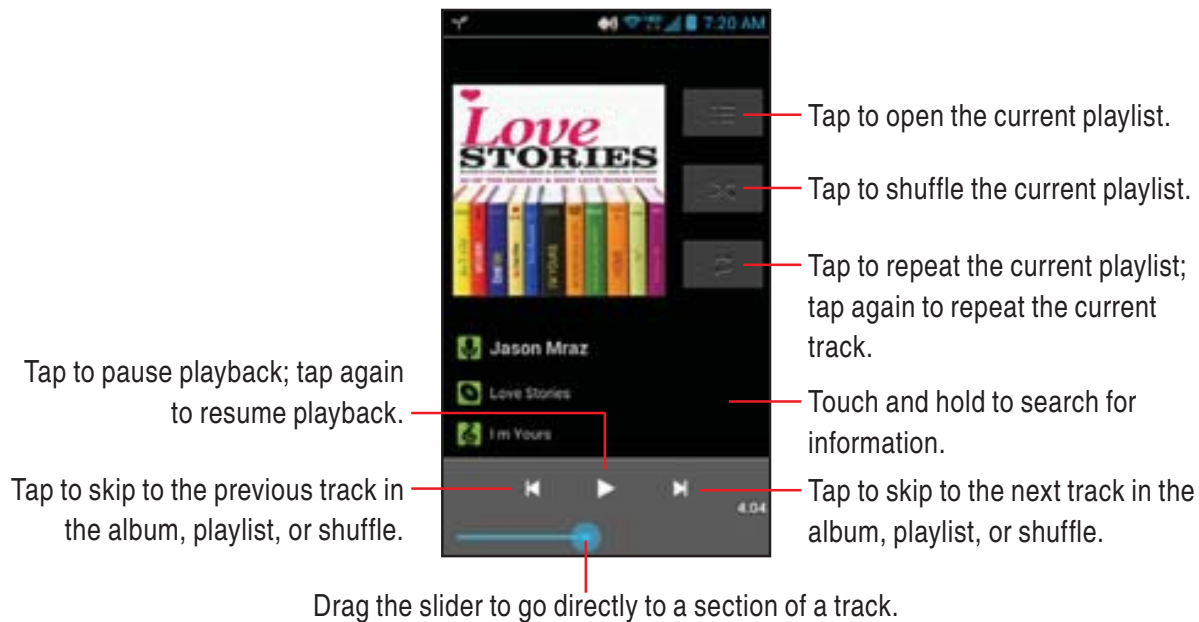 7:20 AM
Love
STORIES
Tap to open the current playlist.
Tap to shuffle the current playlist.
Tap to repeat the current playlist;
tap again to repeat the current
track.
Jason Mraz
Love Stories
I m Yours
Tap to pause playback; tap again
to resume playback.
Touch and hold to search for
information.
Tap to skip to the previous track in
the album, playlist, or shuffle.
4:04
Tap to skip to the next track in the
album, playlist, or shuffle.
Drag the slider to go directly to a section of a track.